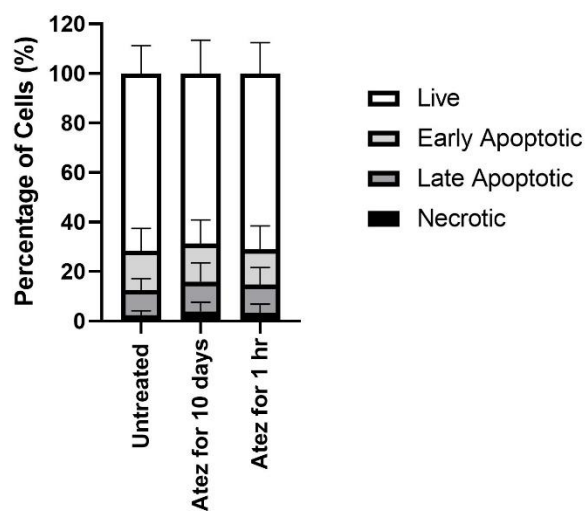 Percentage of Cells (%)
120
100
80
60
40
20
0
Untreated
Atez for 10 days
Atez for 1 hr
Live
Early Apoptotic
Late Apoptotic
Necrotic